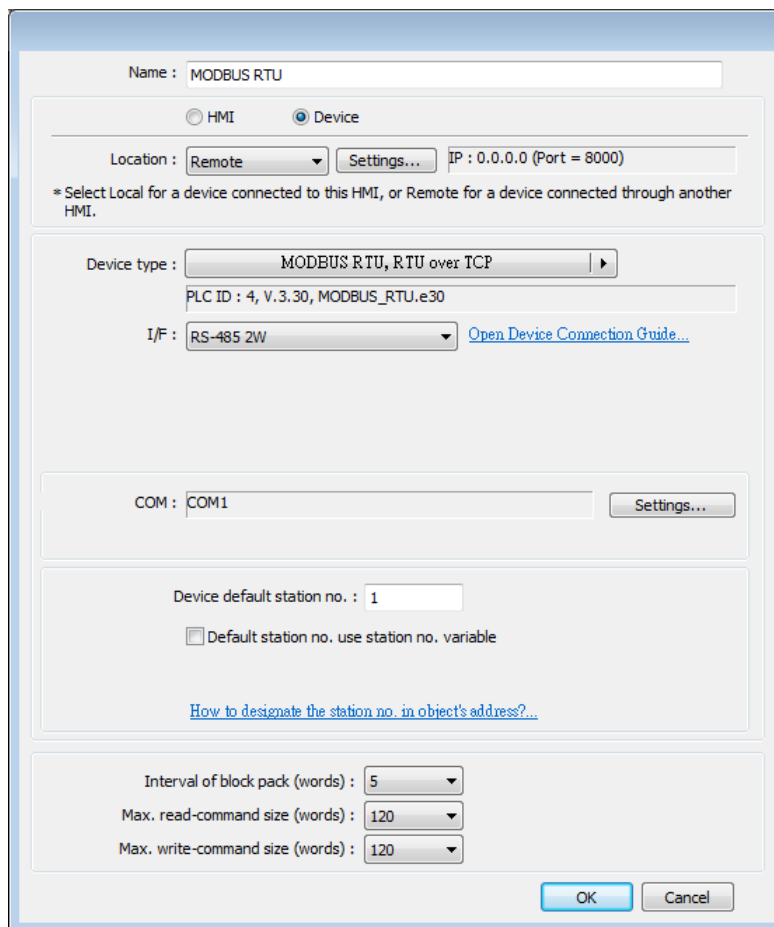 Name : MODBUS RTU
HMI Device
Location : Remote Settings... IP : 0.0.0.0 (Port = 8000)
* Select Local for a device connected to this HMI, or Remote for a device connected through another
HMI.
Device type : MODBUS RTU, RTU over TCP
PLC ID : 4, V.3.30, MODBUS_RTU.e30
I/F : RS-485 2W Open Device Connection Guide...
COM : COM1 Settings...
Device default station no. : 1
Default station no. use station no. variable
How to designate the station no. in object's address?...
Interval of block pack (words) : 5
Max. read-command size (words) : 120
Max. write-command size (words) : 120
OK Cancel